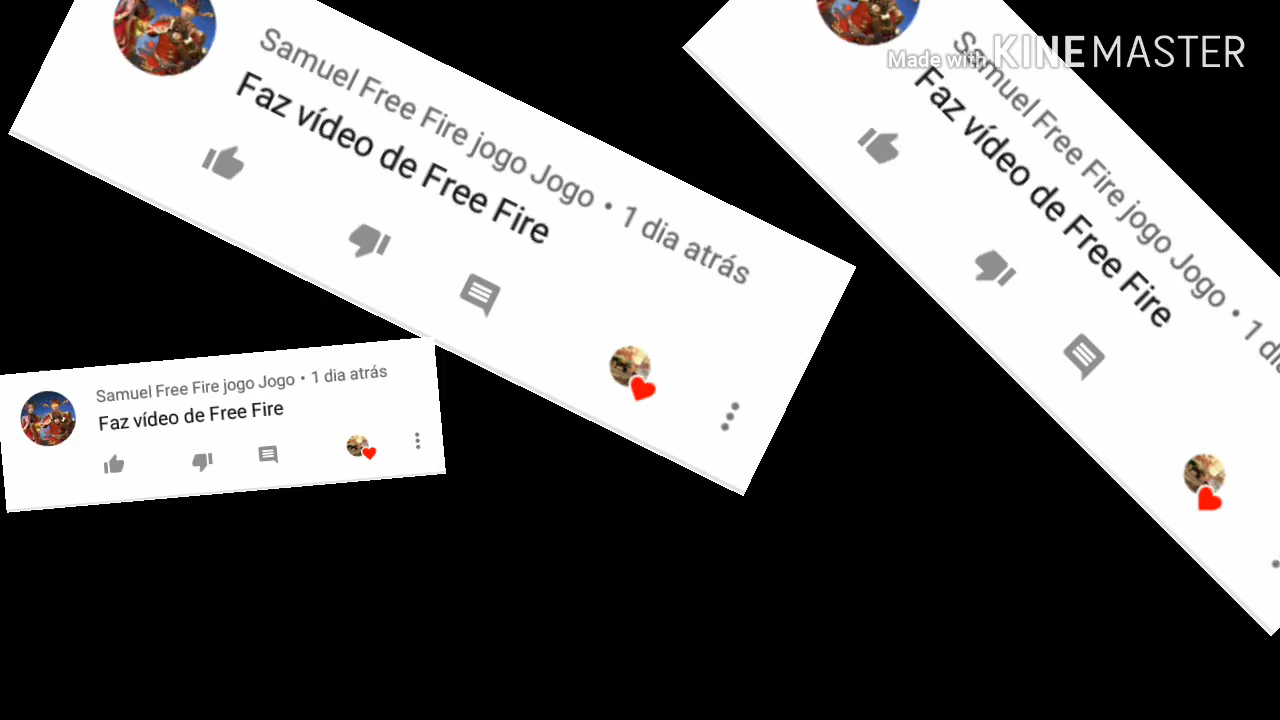 Samuel Free Fire jogo Jogo • 1 dia atrás
Faz vídeo de Free Fire
Made with KINEMASTER
Samuel Free Fire jogo Jogo • 1 di
Faz vídeo de Free Fire
Samuel Free Fire jogo Jogo • 1 dia atrás
Faz vídeo de Free Fire